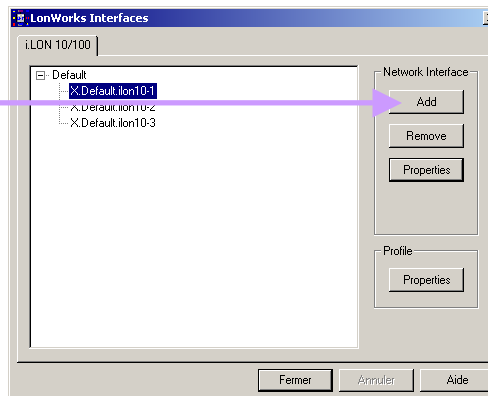 LonWorks Interfaces
i.LON 10/100
Default
X.Default.ilon10-1
X.Default.ilon10-2
X.Default.ilon10-3
Network Interface
Add
Remove
Properties
Profile
Properties
Fermer
Annuler
Aide